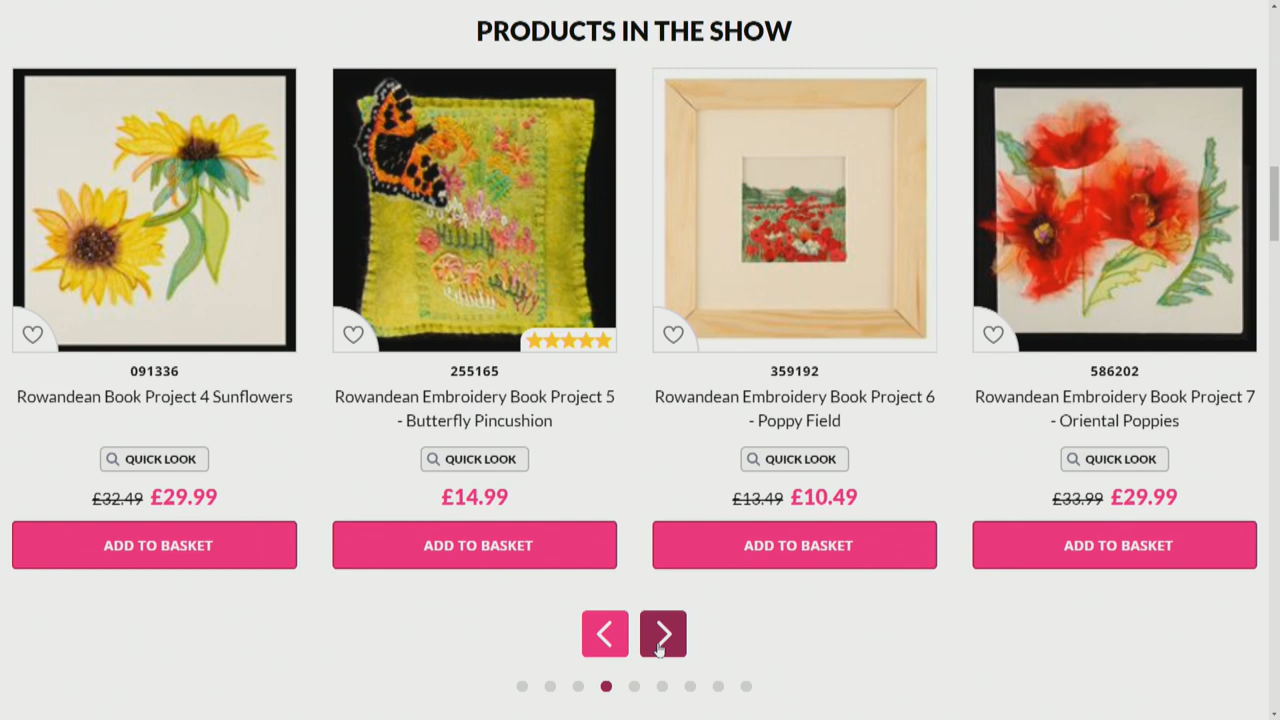 PRODUCTS IN THE SHOW
091336
Rowandean Book Project 4 Sunflowers
QUICK LOOK
£32.49 £29.99
ADD TO BASKET
255165
Rowandean Embroidery Book Project 5
- Butterfly Pincushion
QUICK LOOK
£14.99
ADD TO BASKET
359192
Rowandean Embroidery Book Project 6
- Poppy Field
QUICK LOOK
£13.49 £10.49
ADD TO BASKET
586202
Rowandean Embroidery Book Project 7
- Oriental Poppies
QUICK LOOK
£33.99 £29.99
ADD TO BASKET